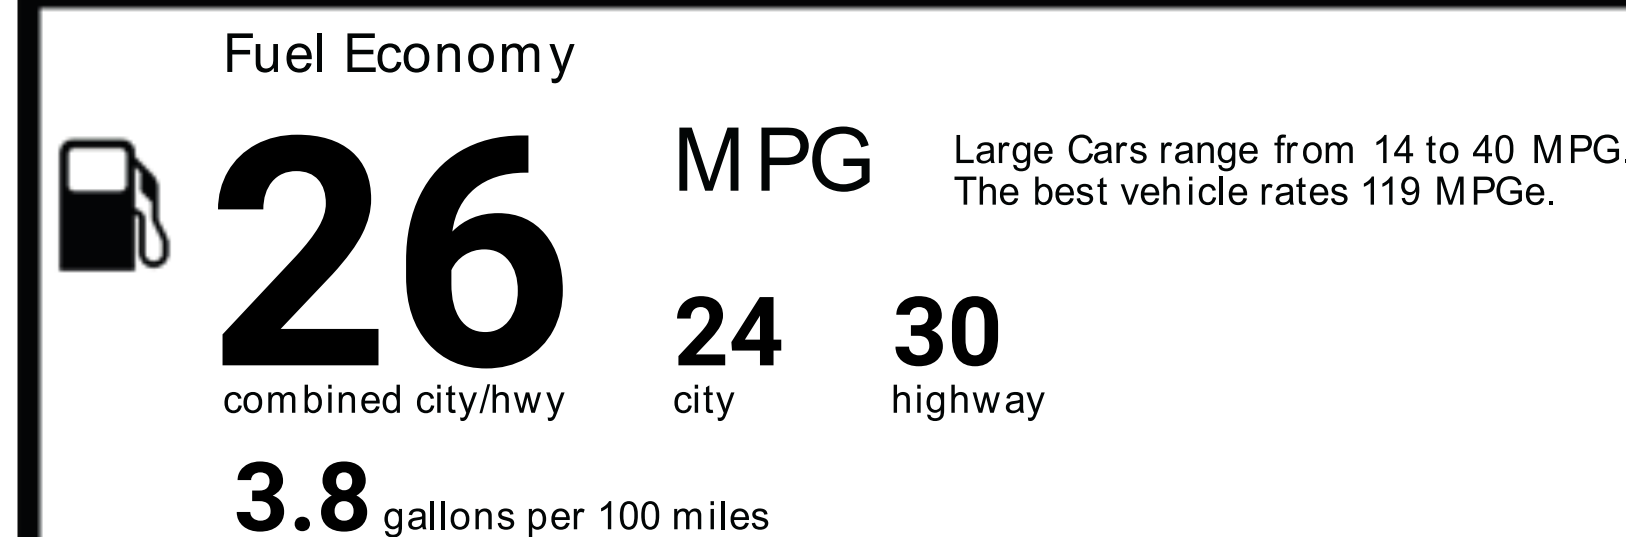 Fuel Economy
26
MPG
Large Cars range from 14 to 40 MPG.
The best vehicle rates 119 MPGe.
combined city/hwy
24
city
30
highway
3.8 gallons per 100 miles